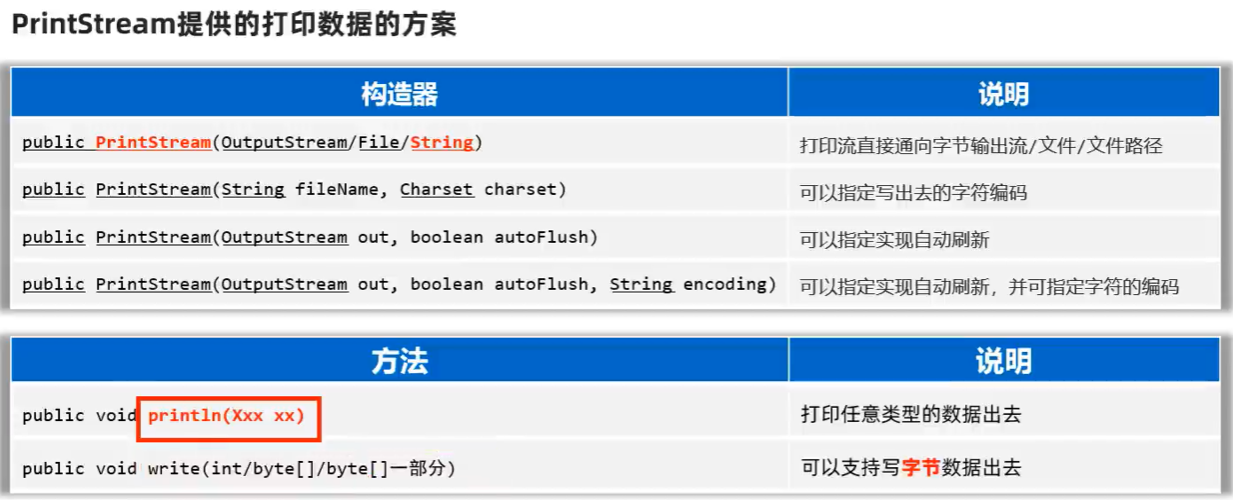 PrintStream提供的打印数据的方案
构造器 说明
public PrintStream(OutputStream/File/String) 打印流直接通向字节输出流/文件/文件路径
public PrintStream(String fileName, Charset charset) 可以指定写出去的字符编码
public PrintStream(OutputStream out, boolean autoFlush) 可以指定实现自动刷新
public PrintStream(OutputStream out, boolean autoFlush, String encoding) 可以指定实现自动刷新，并可指定字符的编码
方法 说明
public void println(Xxx xx) 打印任意类型的数据出去
public void write(int/byte[]/byte[]一部分) 可以支持写字节数据出去